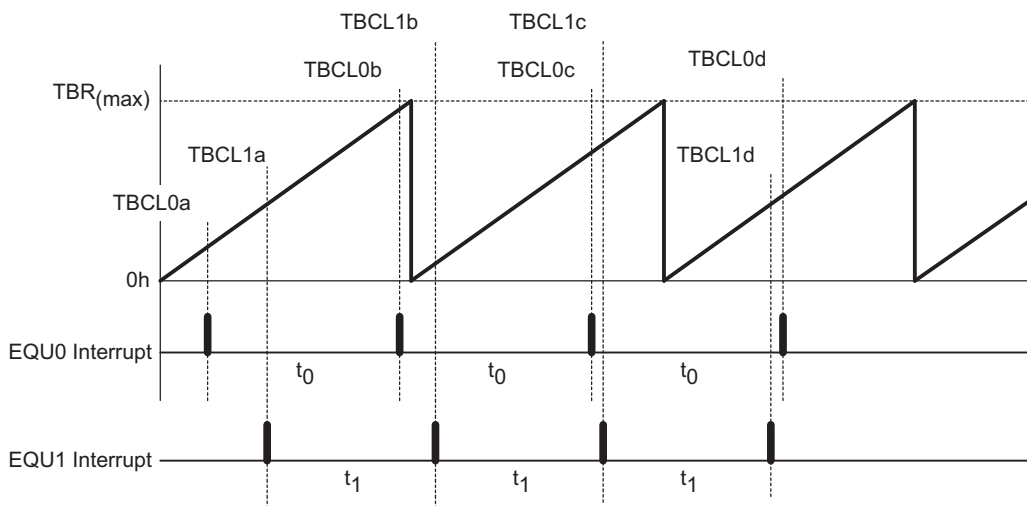 TBCL1b
TBCL1c
TBCL0b
TBCL0c
TBCL0d
TBR(max)
TBCL1a
TBCL1d
TBCL0a
0h
EQU0 Interrupt
t0
t0
t0
EQU1 Interrupt
t1
t1
t1